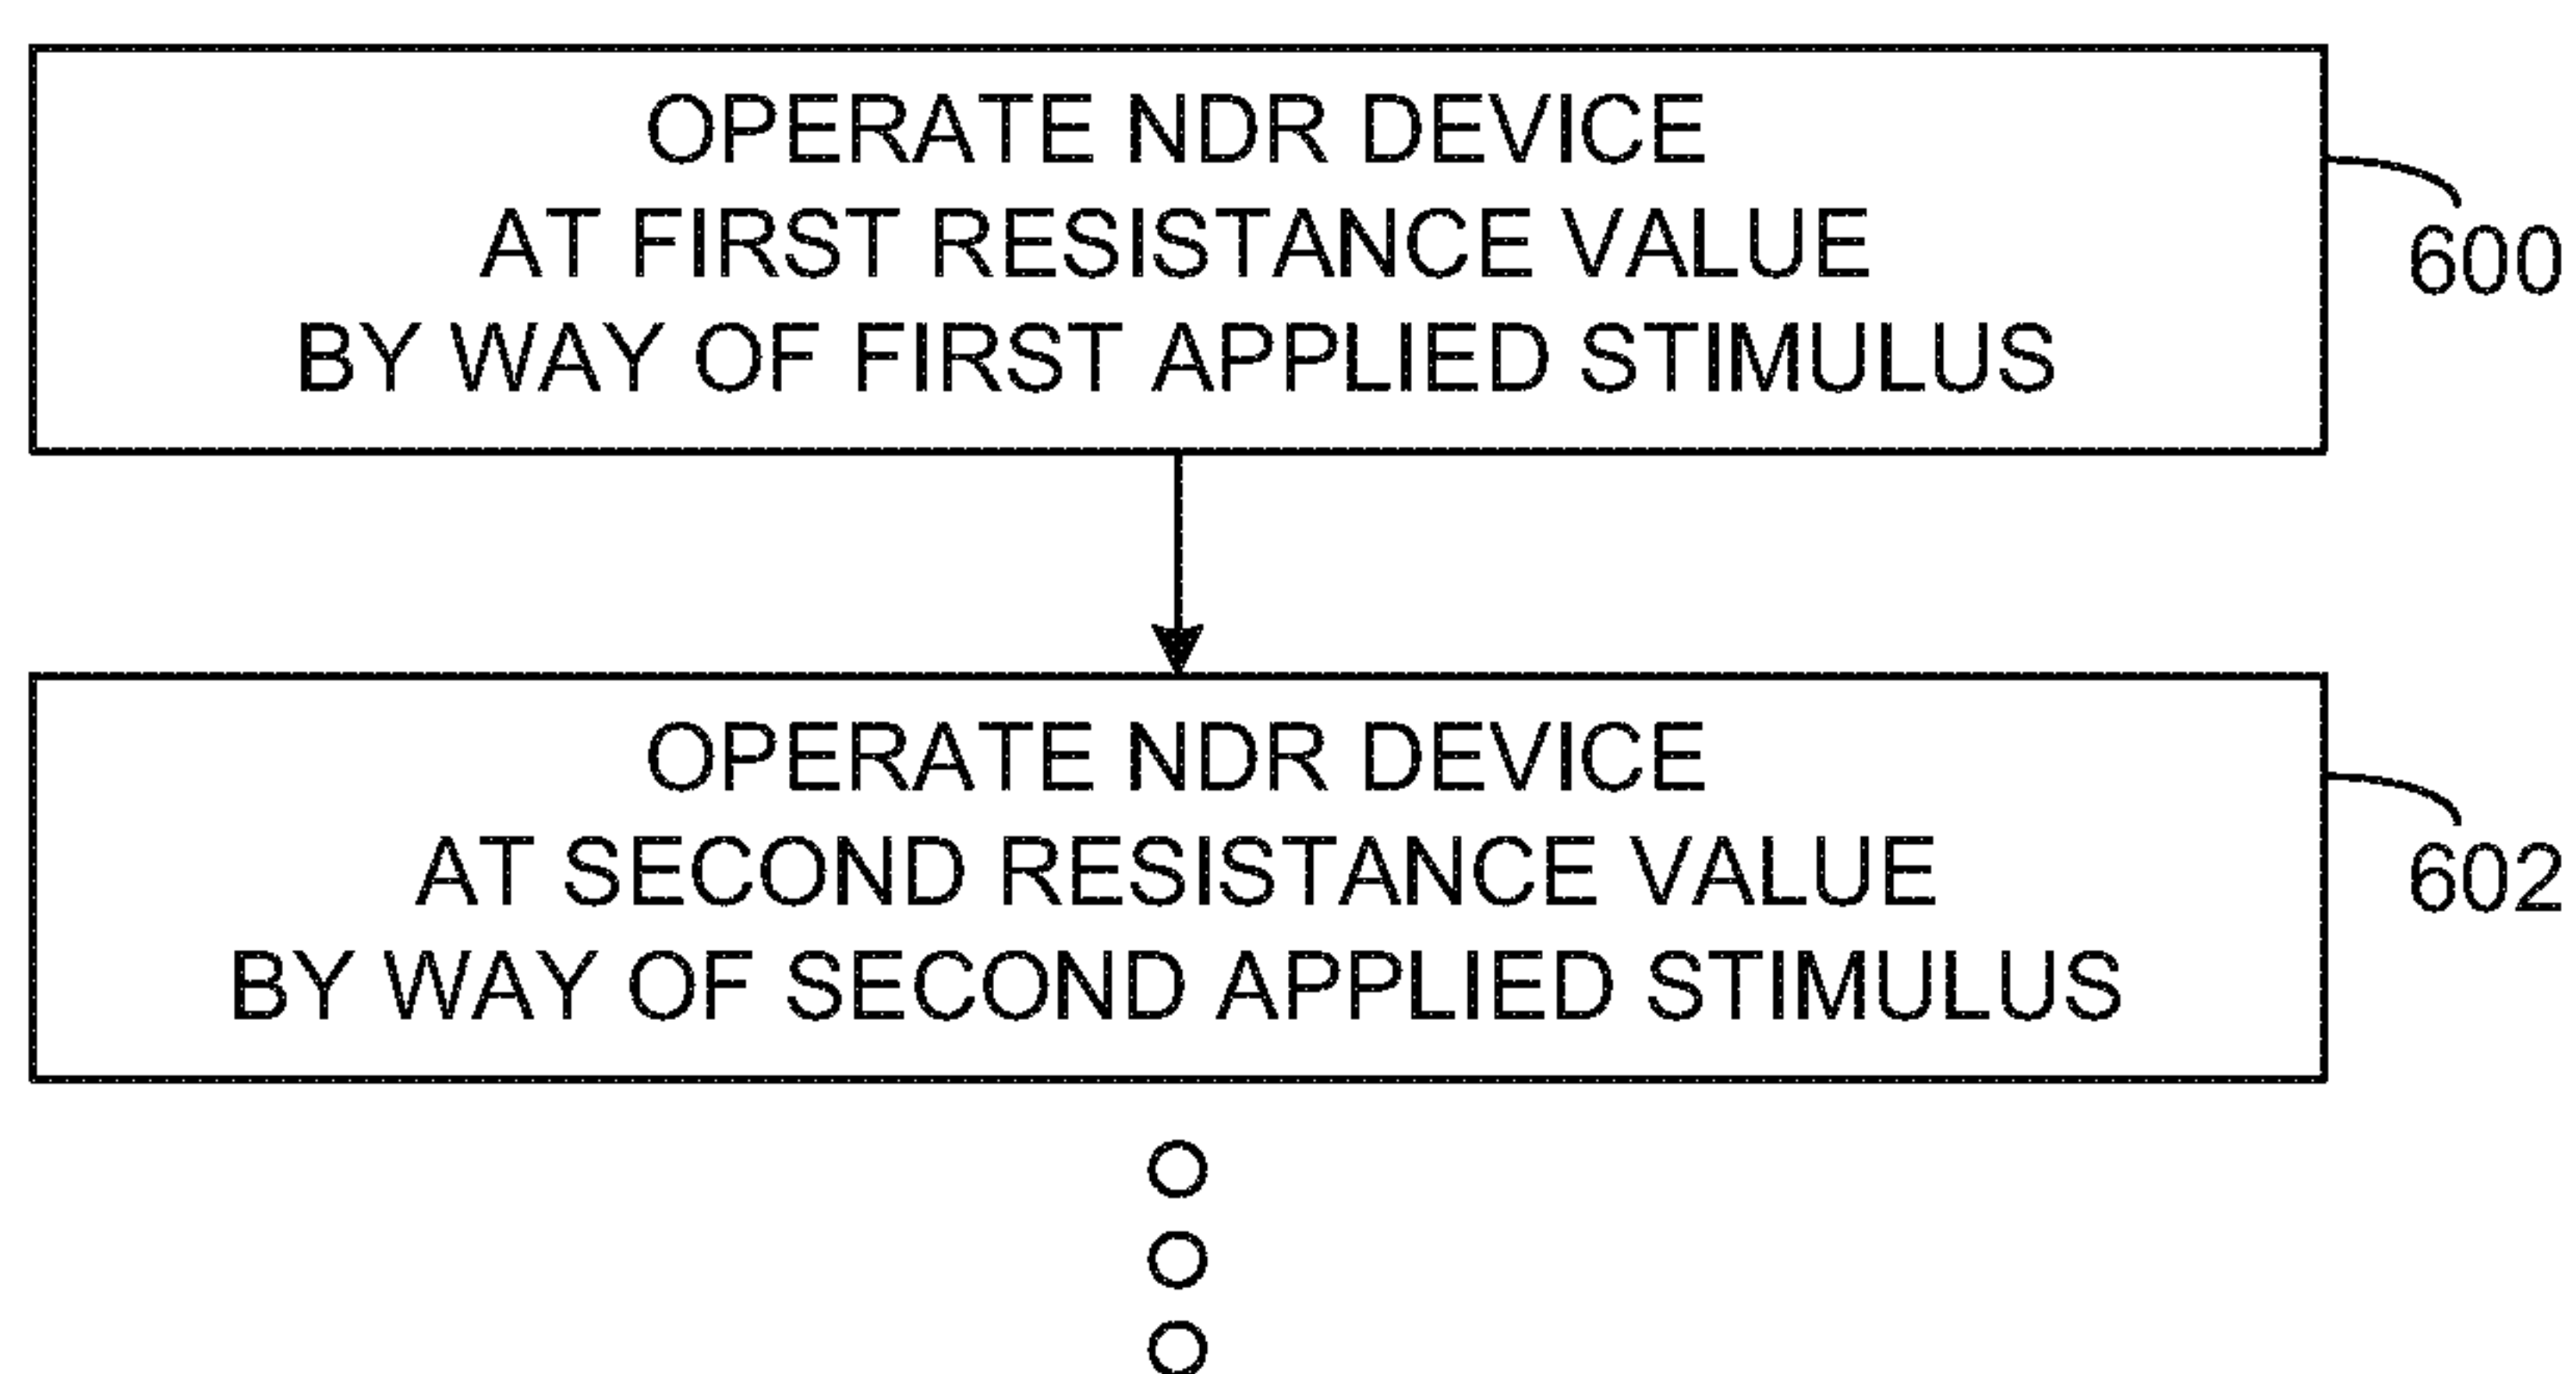 OPERATE NDR DEVICE
AT FIRST RESISTANCE VALUE
BY WAY OF FIRST APPLIED STIMULUS
600
OPERATE NDR DEVICE
AT SECOND RESISTANCE VALUE
BY WAY OF SECOND APPLIED STIMULUS
602